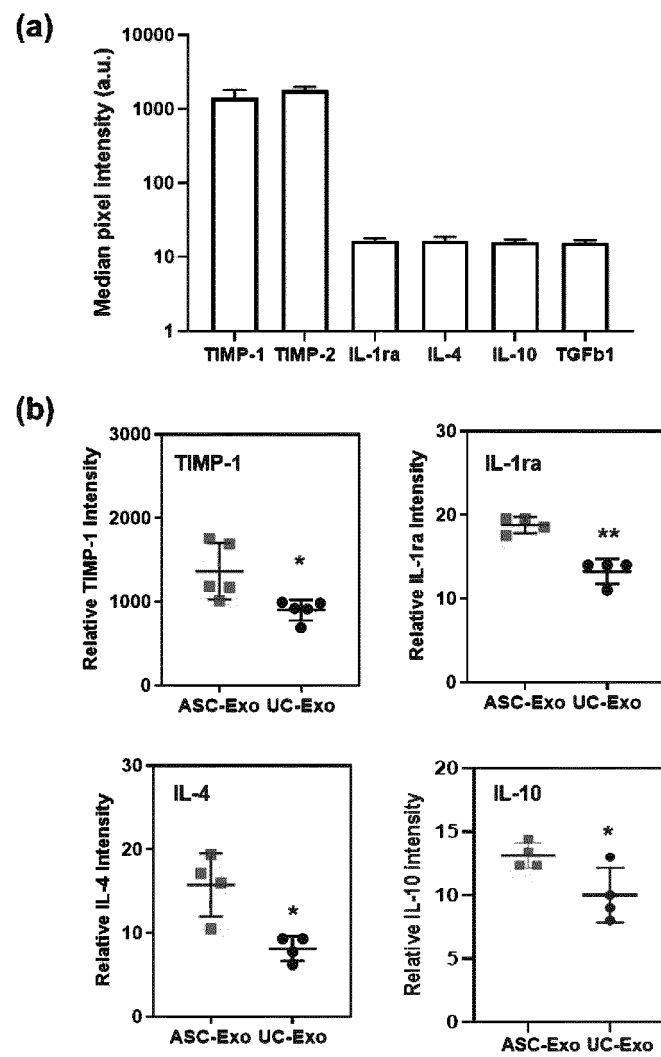 (a)
Median pixel intensity (a.u.)
10000
1000
100
10
1
TIMP-1 TIMP-2 IL-1ra IL-4 IL-10 TGFb1
(b)
Relative TIMP-1 Intensity
3000
2000
1000
0
TIMP-1
*
ASC-Exo UC-Exo
Relative IL-1ra Intensity
30
20
10
0
IL-1ra
**
ASC-Exo UC-Exo
Relative IL-4 Intensity
30
20
10
0
IL-4
*
ASC-Exo UC-Exo
Relative IL-10 intensity
20
15
10
5
0
IL-10
*
ASC-Exo UC-Exo